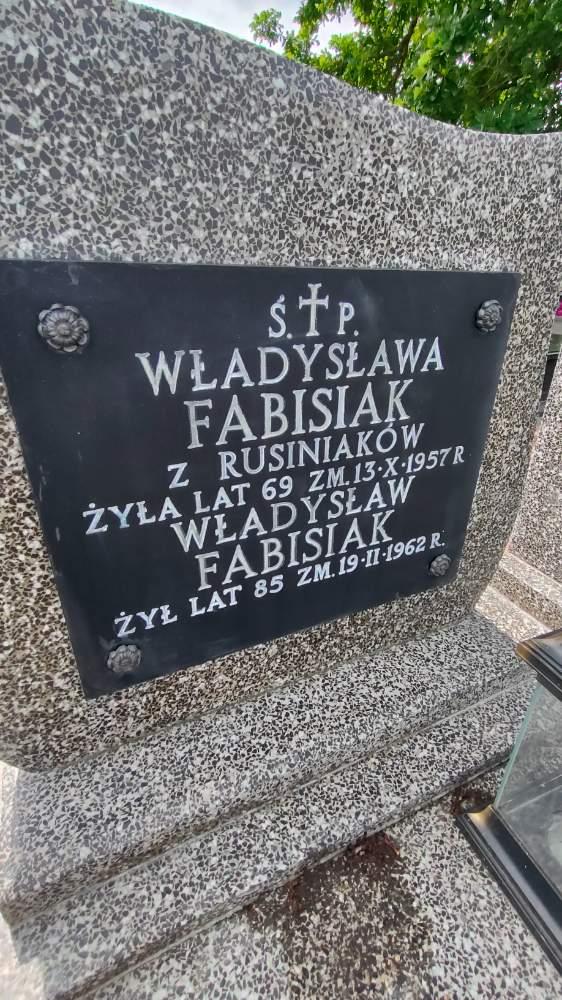 Ś.†P.
WŁADYSŁAWA
FABISIAK
Z RUSINIAKÓW
ŻYŁA LAT 69 ZM. 13·X·1957 R
WŁADYSŁAW
FABISIAK
ŻYŁ LAT 85 ZM. 19·II·1962 R.